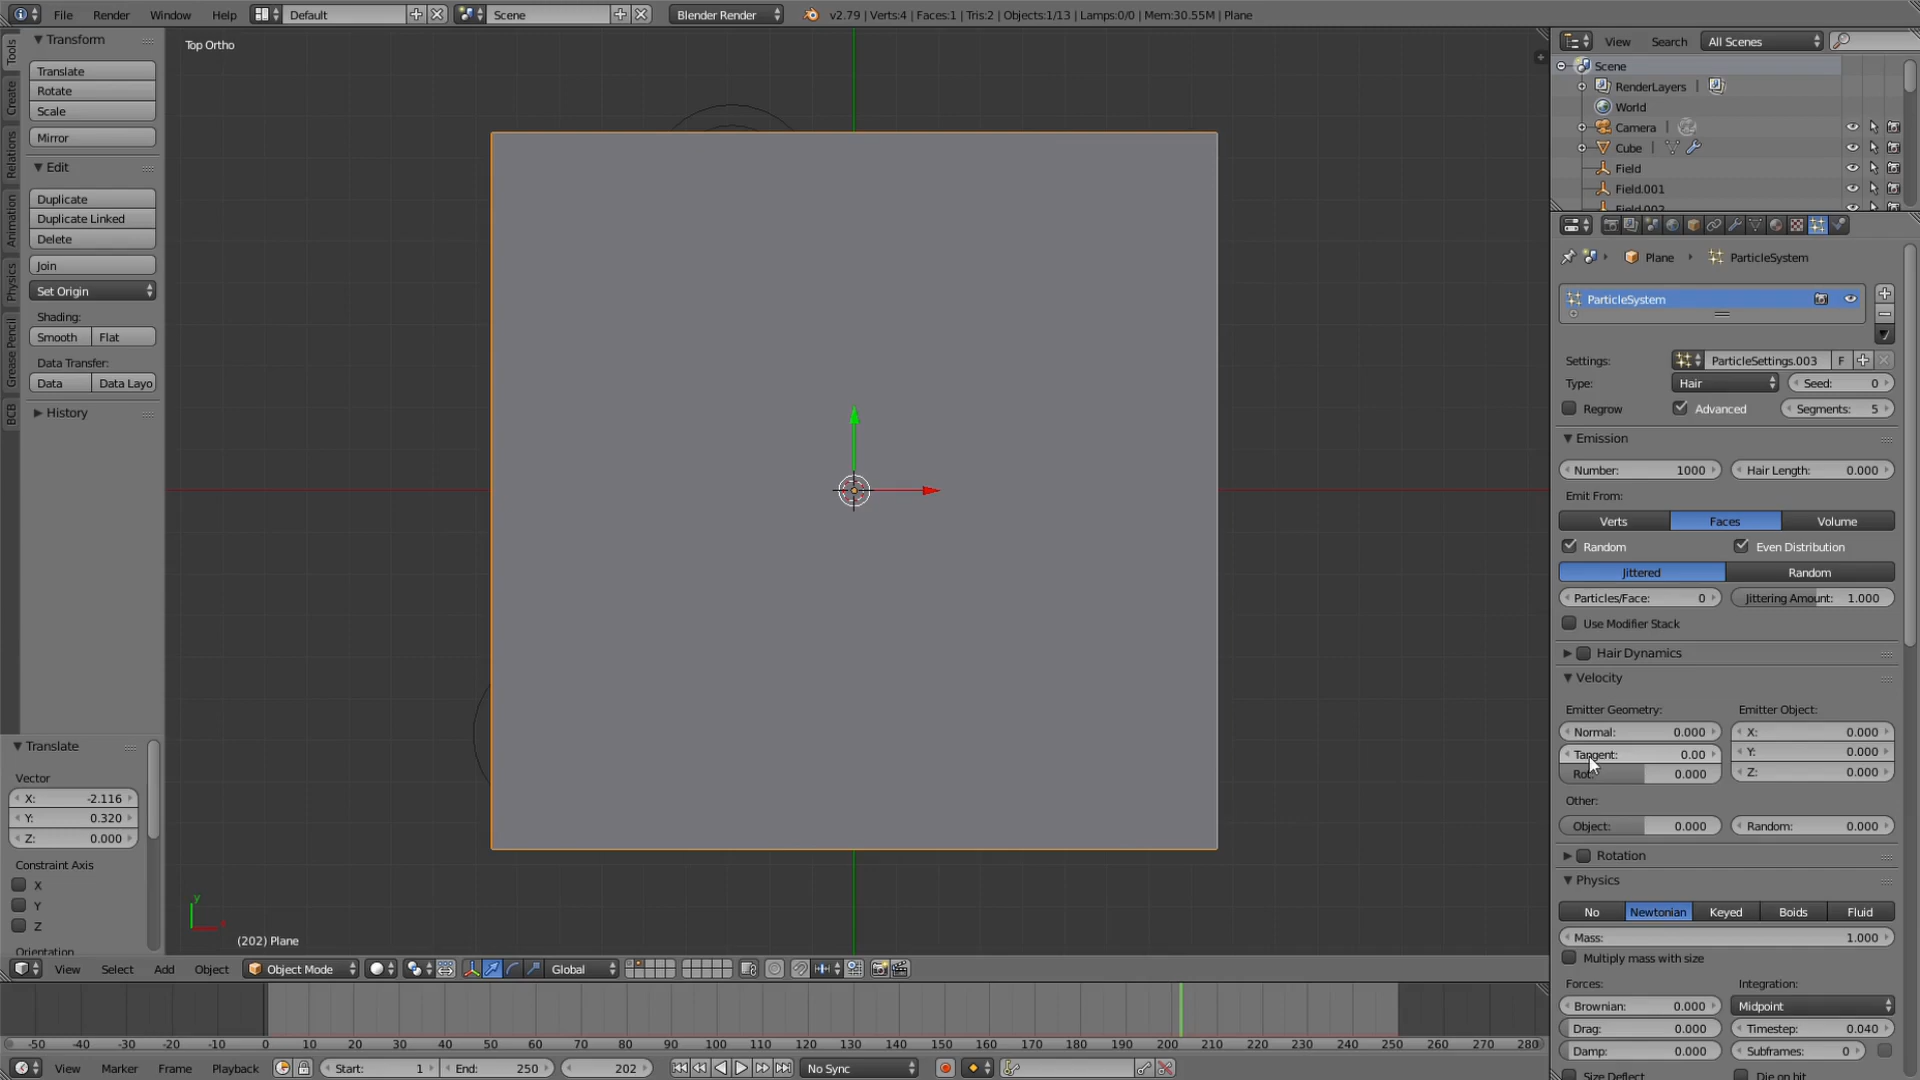 File Render Window Help Default Scene Blender Render v2.79 | Verts:4 | Faces:1 | Tris:2 | Objects:1/13 | Lamps:0/0 | Mem:30.55M | Plane
Tools
Create
Relations
Animation
Physics
Grease Pencil
BCB
Transform
Translate
Rotate
Scale
Mirror
Edit
Duplicate
Duplicate Linked
Delete
Join
Set Origin
Shading:
Smooth Flat
Data Transfer:
Data Data Layo
History
Translate
Vector
X: -2.116
Y: 0.320
Z: 0.000
Constraint Axis
X
Y
Z
Orientation
Top Ortho
y
x
(202) Plane
View Select Add Object Object Mode Global
-50 -40 -30 -20 -10 0 10 20 30 40 50 60 70 80 90 100 110 120 130 140 150 160 170 180 190 200 210 220 230 240 250 260 270 280
View Marker Frame Playback Start: 1 End: 250 202 No Sync
View Search All Scenes
Scene
RenderLayers |
World
Camera |
Cube |
Field
Field.001
Field.002
Plane ParticleSystem
ParticleSystem
Settings: ParticleSettings.003 F
Type: Hair Seed: 0
Regrow Advanced Segments: 5
Emission
Number: 1000 Hair Length: 0.000
Emit From:
Verts Faces Volume
Random Even Distribution
Jittered Random
Particles/Face: 0 Jittering Amount: 1.000
Use Modifier Stack
Hair Dynamics
Velocity
Emitter Geometry: Emitter Object:
Normal: 0.000 X: 0.000
Tangent: 0.00 Y: 0.000
Rot: 0.000 Z: 0.000
Other:
Object: 0.000 Random: 0.000
Rotation
Physics
No Newtonian Keyed Boids Fluid
Mass: 1.000
Multiply mass with size
Forces: Integration:
Brownian: 0.000 Midpoint
Drag: 0.000 Timestep: 0.040
Damp: 0.000 Subframes: 0
Size Deflect Die on hit